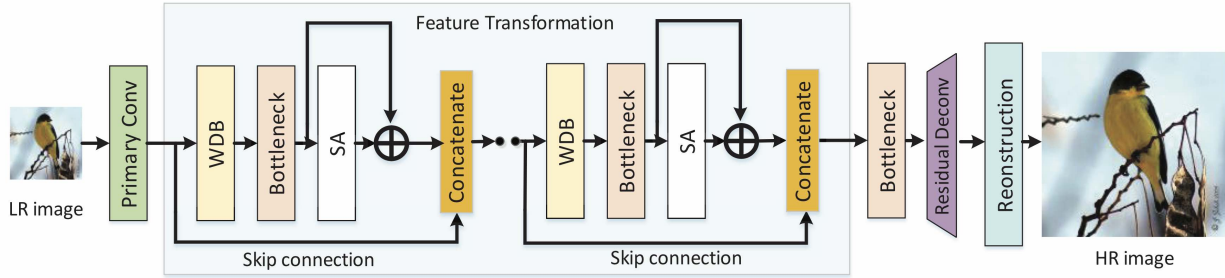 Feature Transformation
LR image
Primary Conv
WDB
Bottleneck
SA
Concatenate
Skip connection
WDB
Bottleneck
SA
Concatenate
Skip connection
Bottleneck
Residual Deconv
Reonstruction
HR image